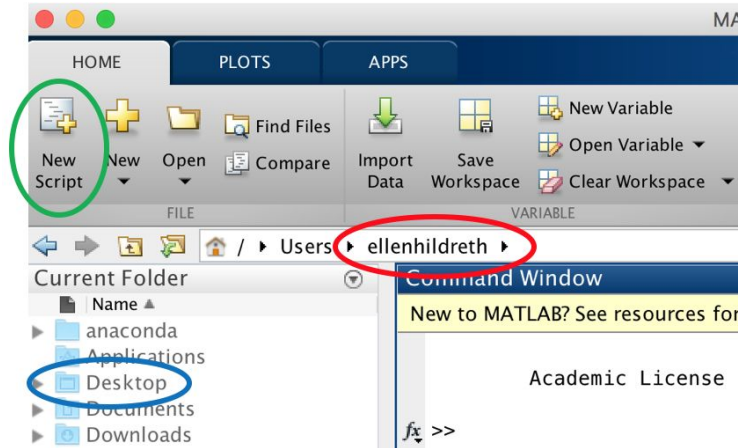 MA
HOME PLOTS APPS
New Script
New
Open
Find Files
Compare
Import Data
Save Workspace
New Variable
Open Variable
Clear Workspace
FILE VARIABLE
/ Users ellenhildreth
Current Folder
Name
anaconda
Applications
Desktop
Documents
Downloads
Command Window
New to MATLAB? See resources for
Academic License
fx >>